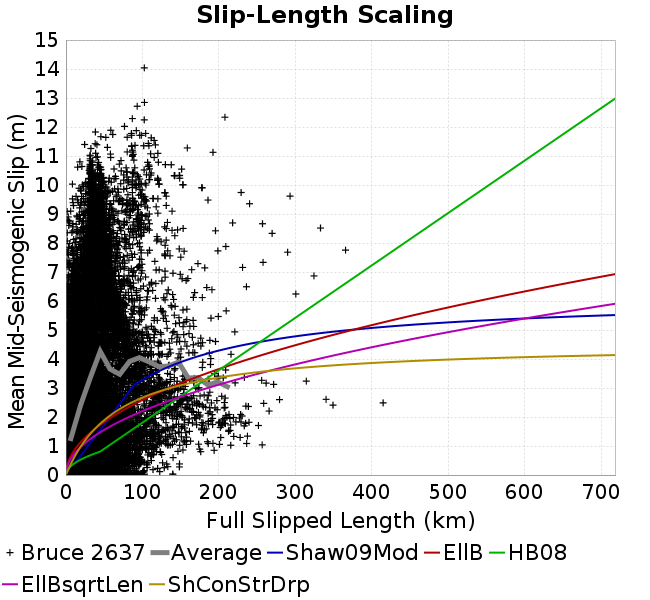 Slip-Length Scaling
Mean Mid-Seismogenic Slip (m)
15
14
13
12
11
10
9
8
7
6
5
4
3
2
1
0
0 100 200 300 400 500 600 700
Full Slipped Length (km)
Bruce 2637 Average Shaw09Mod EllB HB08
EllBsqrtLen ShConStrDrp